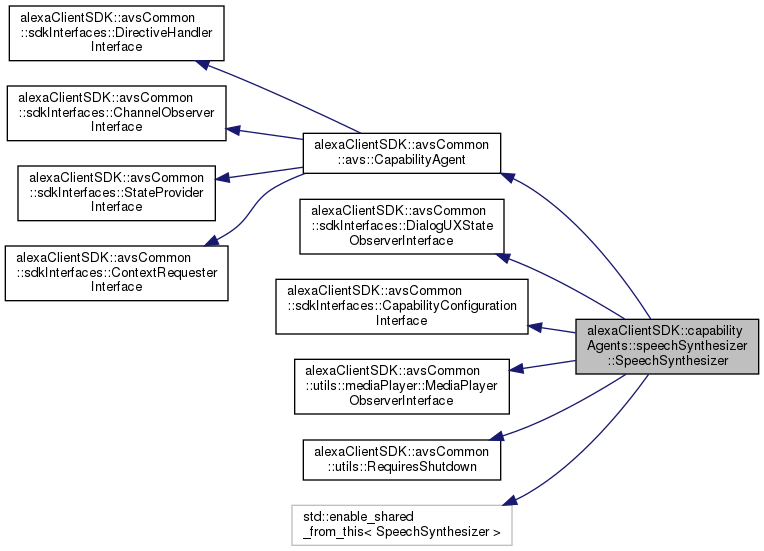 alexaClientSDK::avsCommon
::sdkInterfaces::DirectiveHandler
Interface
alexaClientSDK::avsCommon
::sdkInterfaces::ChannelObserver
Interface
alexaClientSDK::avsCommon
::sdkInterfaces::StateProvider
Interface
alexaClientSDK::avsCommon
::sdkInterfaces::ContextRequester
Interface
alexaClientSDK::avsCommon
::avs::CapabilityAgent
alexaClientSDK::avsCommon
::sdkInterfaces::DialogUXState
ObserverInterface
alexaClientSDK::avsCommon
::sdkInterfaces::CapabilityConfiguration
Interface
alexaClientSDK::avsCommon
::utils::mediaPlayer::MediaPlayer
ObserverInterface
alexaClientSDK::avsCommon
::utils::RequiresShutdown
std::enable_shared
_from_this< SpeechSynthesizer >
alexaClientSDK::capability
Agents::speechSynthesizer
::SpeechSynthesizer